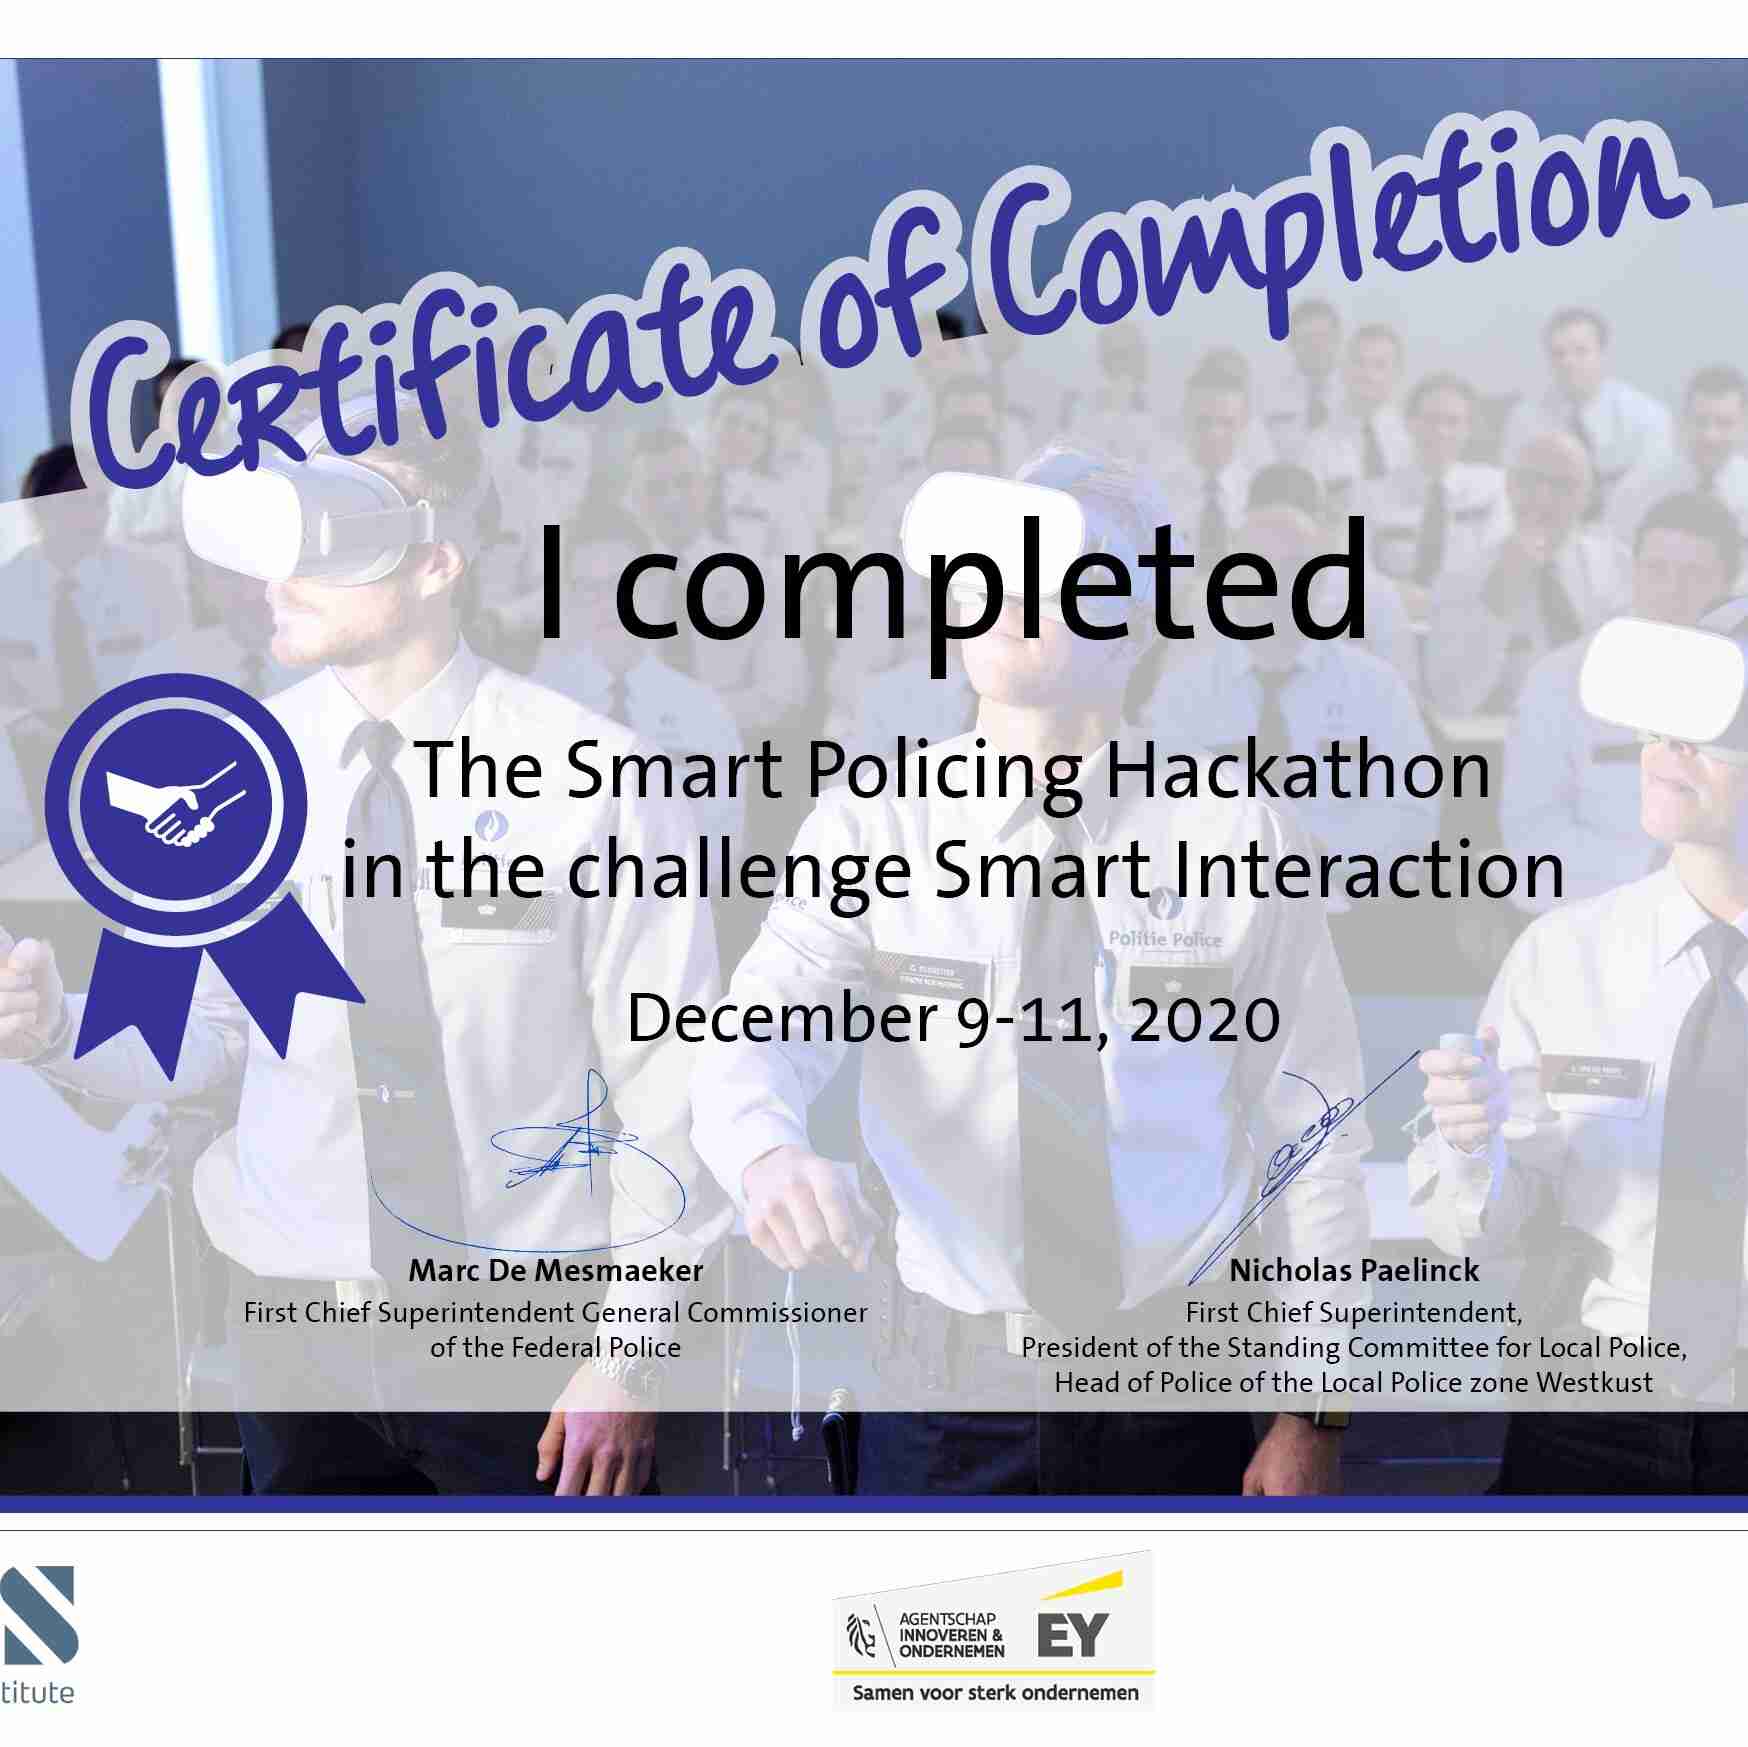 Certificate of Completion
I completed
The Smart Policing Hackathon
in the challenge Smart Interaction
Politie Police
December 9-11, 2020
Marc De Mesmaeker
First Chief Superintendent General Commissioner
of the Federal Police
Nicholas Paelinck
First Chief Superintendent,
President of the Standing Committee for Local Police,
Head of Police of the Local Police zone Westkust
S
titute
AGENTSCHAP
INNOVEREN &
ONDERNEMEN
EY
Samen voor sterk ondernemen